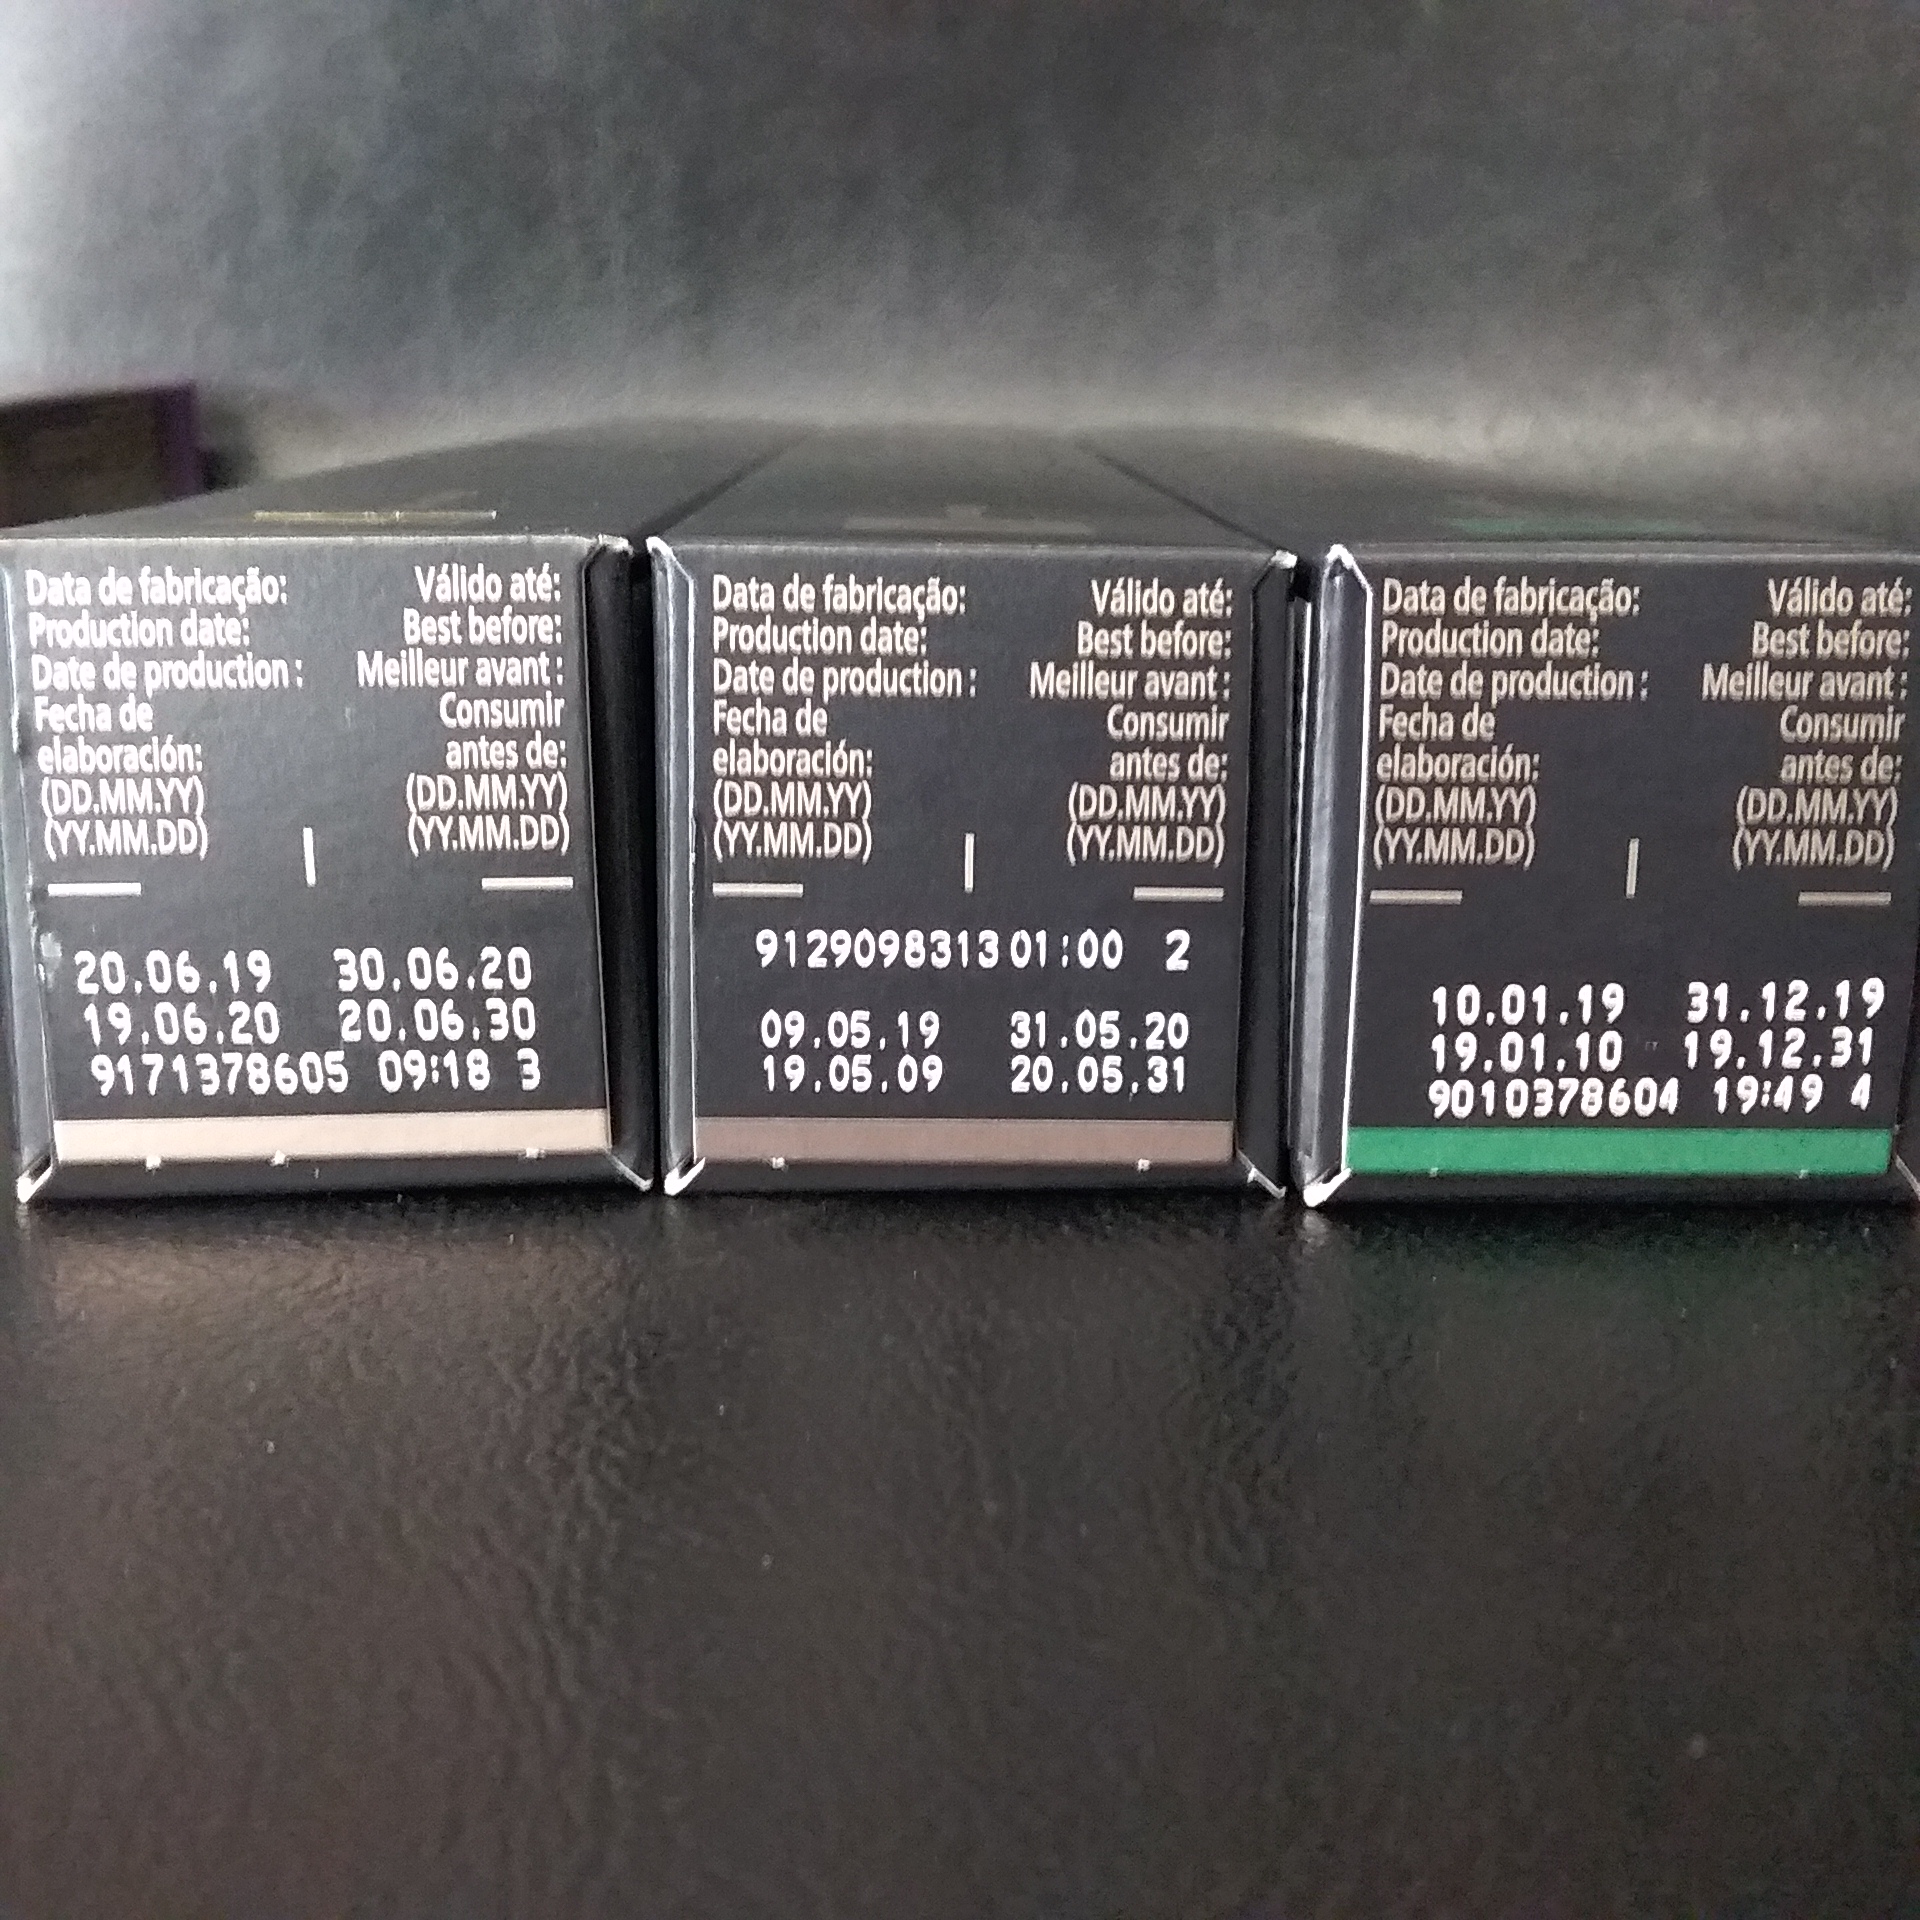 Data de fabricação: Válido até:
Production date: Best before:
Date de production : Meilleur avant :
Fecha de Consumir
elaboración: antes de:
(DD.MM.YY) (DD.MM.YY)
(YY.MM.DD) (YY.MM.DD)
20.06.19 30.06.20
19.06.20 20.06.30
9171378605 09:18 3
Data de fabricação: Válido até:
Production date: Best before:
Date de production : Meilleur avant :
Fecha de Consumir
elaboración: antes de:
(DD.MM.YY) (DD.MM.YY)
(YY.MM.DD) (YY.MM.DD)
9129098313 01:00 2
09.05.19 31.05.20
19.05.09 20.05.31
Data de fabricação: Válido até:
Production date: Best before:
Date de production : Meilleur avant :
Fecha de Consumir
elaboración: antes de:
(DD.MM.YY) (DD.MM.YY)
(YY.MM.DD) (YY.MM.DD)
10.01.19 31.12.19
19.01.10 19.12.31
9010378604 19:49 4